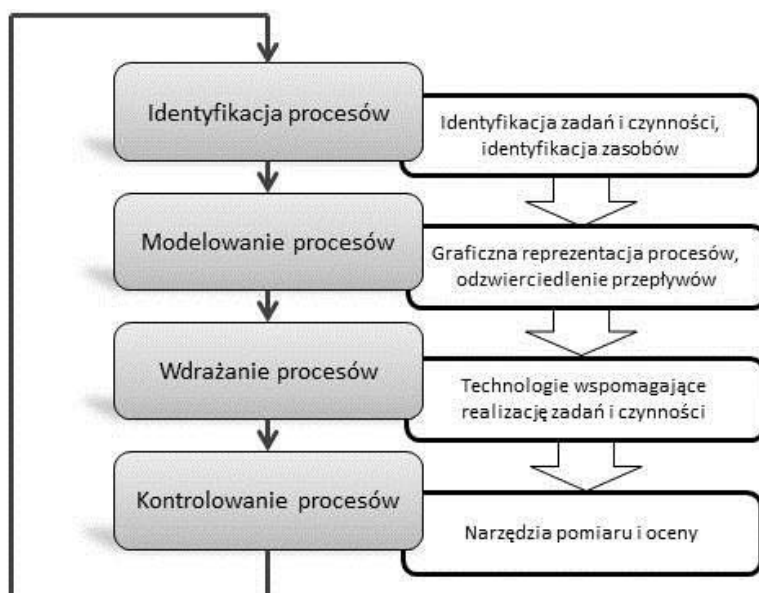 Identyfikacja procesów
Identyfikacja zadań i czynności,
identyfikacja zasobów
Modelowanie procesów
Graficzna reprezentacja procesów,
odzwierciedlenie przepływów
Wdrażanie procesów
Technologie wspomagające
realizację zadań i czynności
Kontrolowanie procesów
Narzędzia pomiaru i oceny